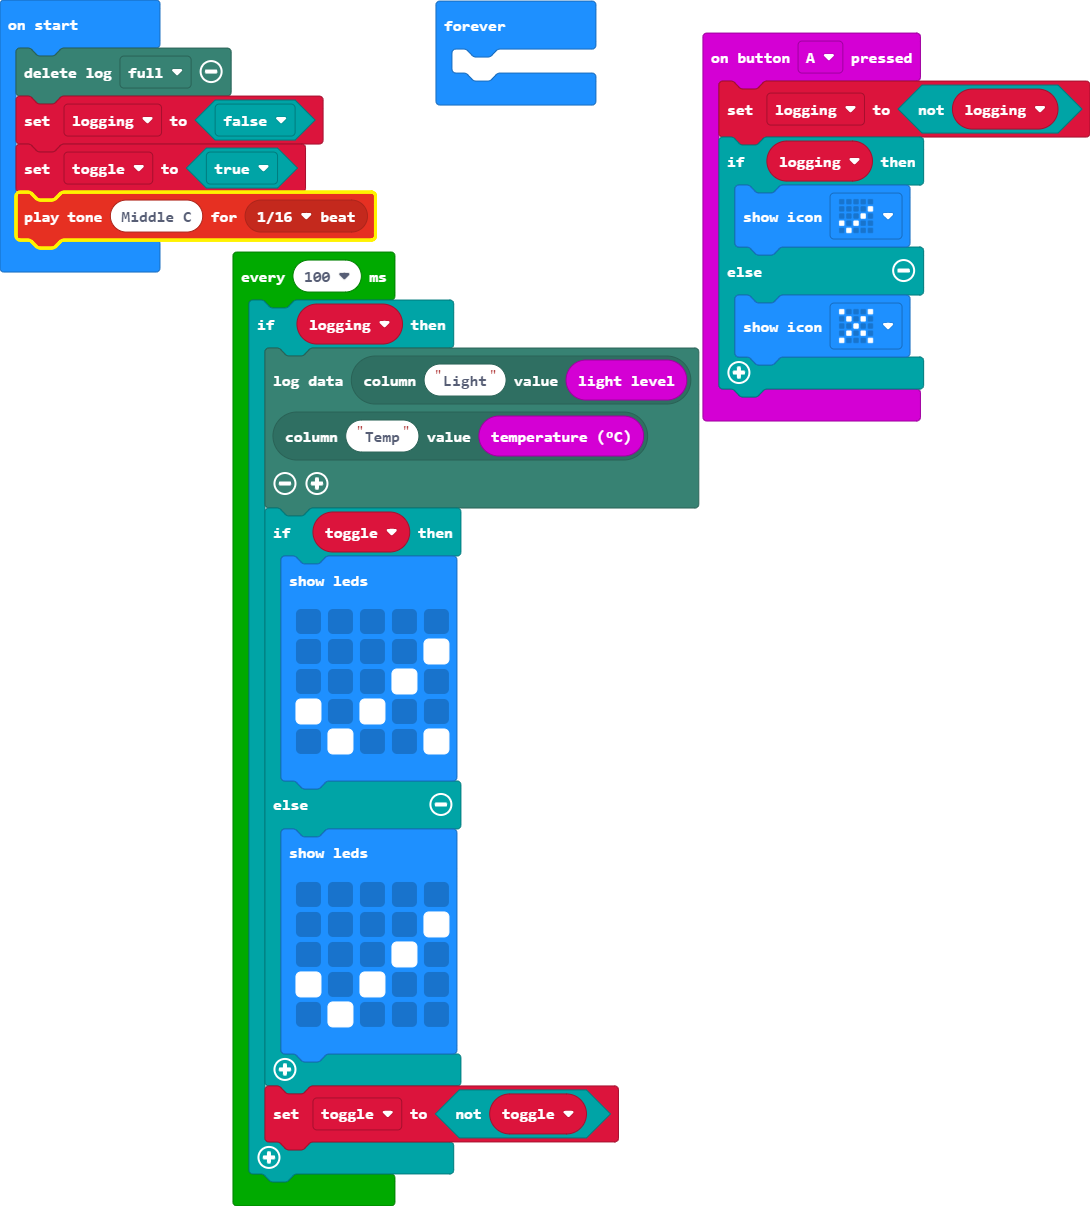 on start
delete log full
set logging to false
set toggle to true
play tone Middle C for 1/16 beat
forever
on button A pressed
set logging to not logging
if logging then
show icon
else
show icon
every 100 ms
if logging then
log data column "Light" value light level
column "Temp" value temperature (ºC)
if toggle then
show leds
else
show leds
set toggle to not toggle